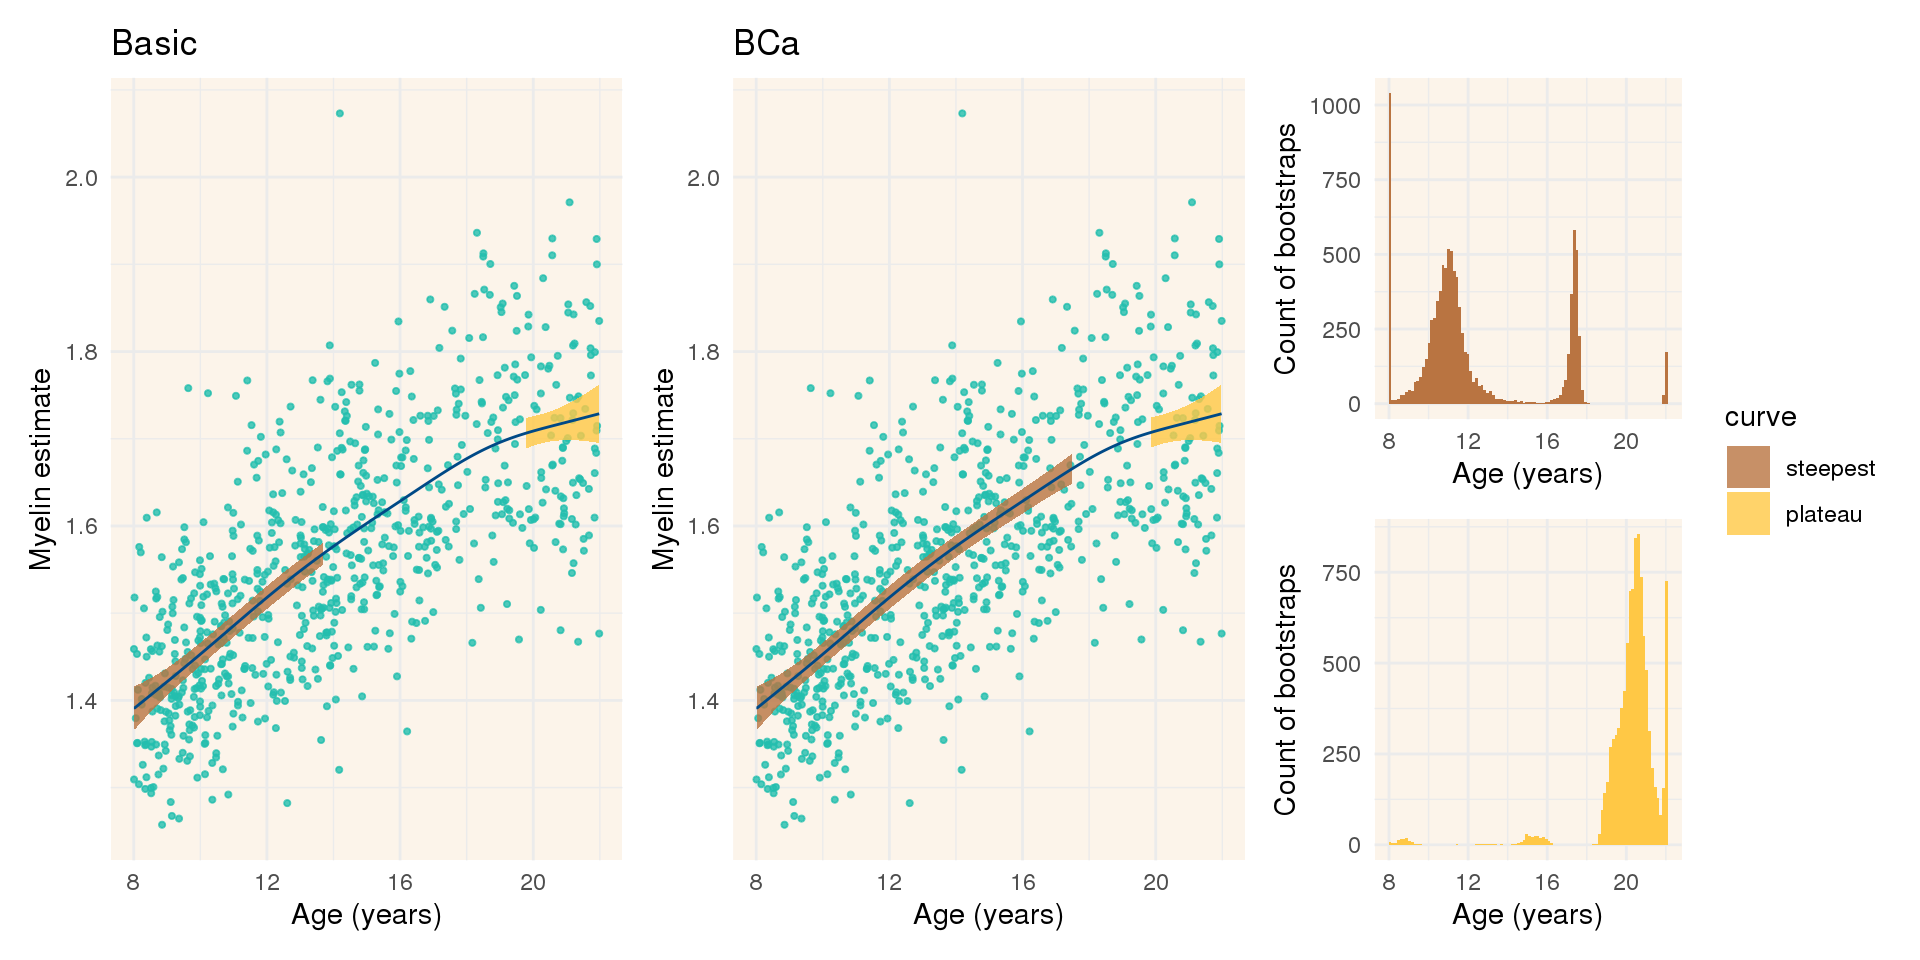 Basic
BCa
Myelin estimate
2.0
1.8
1.6
1.4
8
12
16
20
Age (years)
Myelin estimate
2.0
1.8
1.6
1.4
8
12
16
20
Age (years)
Count of bootstraps
1000
750
500
250
0
8
12
16
20
Age (years)
Count of bootstraps
750
500
250
0
8
12
16
20
Age (years)
curve
steepest
plateau